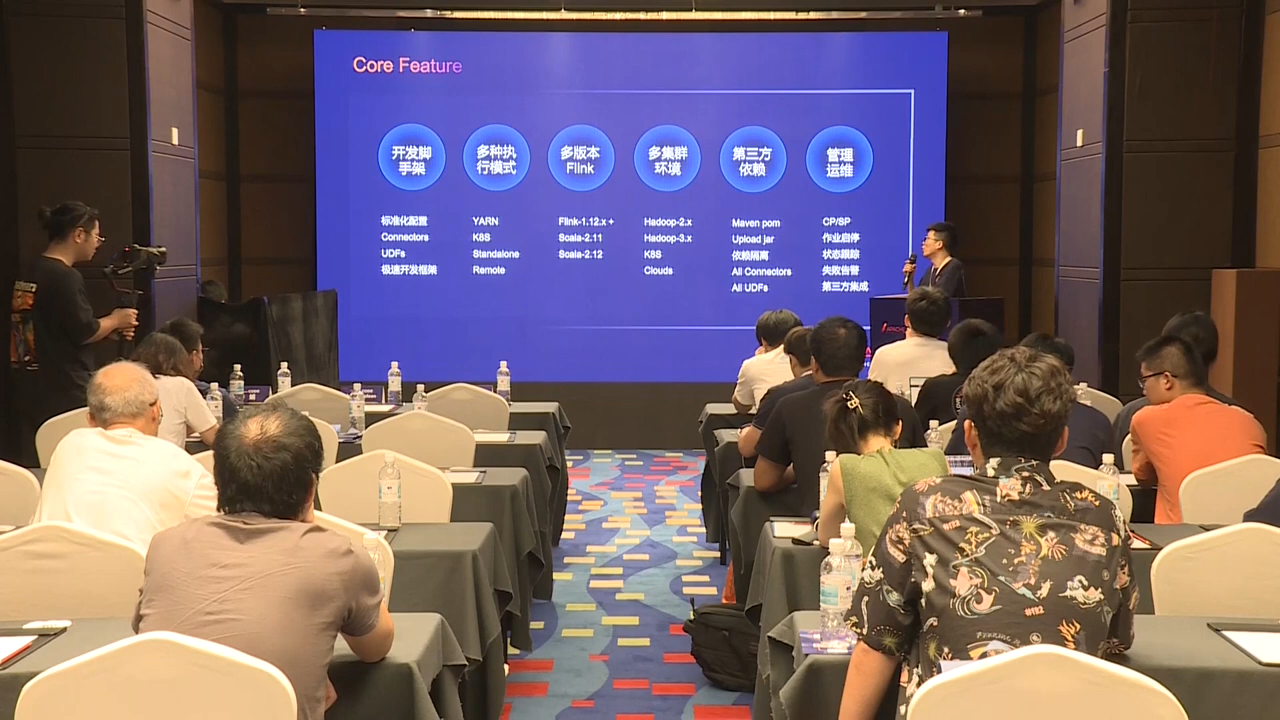 Core Feature
开发脚
手架
多种执
行模式
多版本
Flink
多集群
环境
第三方
依赖
管理
运维
标准化配置
Connectors
UDFs
极速开发框架
YARN
K8S
Standalone
Remote
Flink-1.12.x +
Scala-2.11
Scala-2.12
Hadoop-2.x
Hadoop-3.x
K8S
Clouds
Maven pom
Upload jar
依赖隔离
All Connectors
All UDFs
CP/SP
作业启停
状态跟踪
失败告警
第三方集成